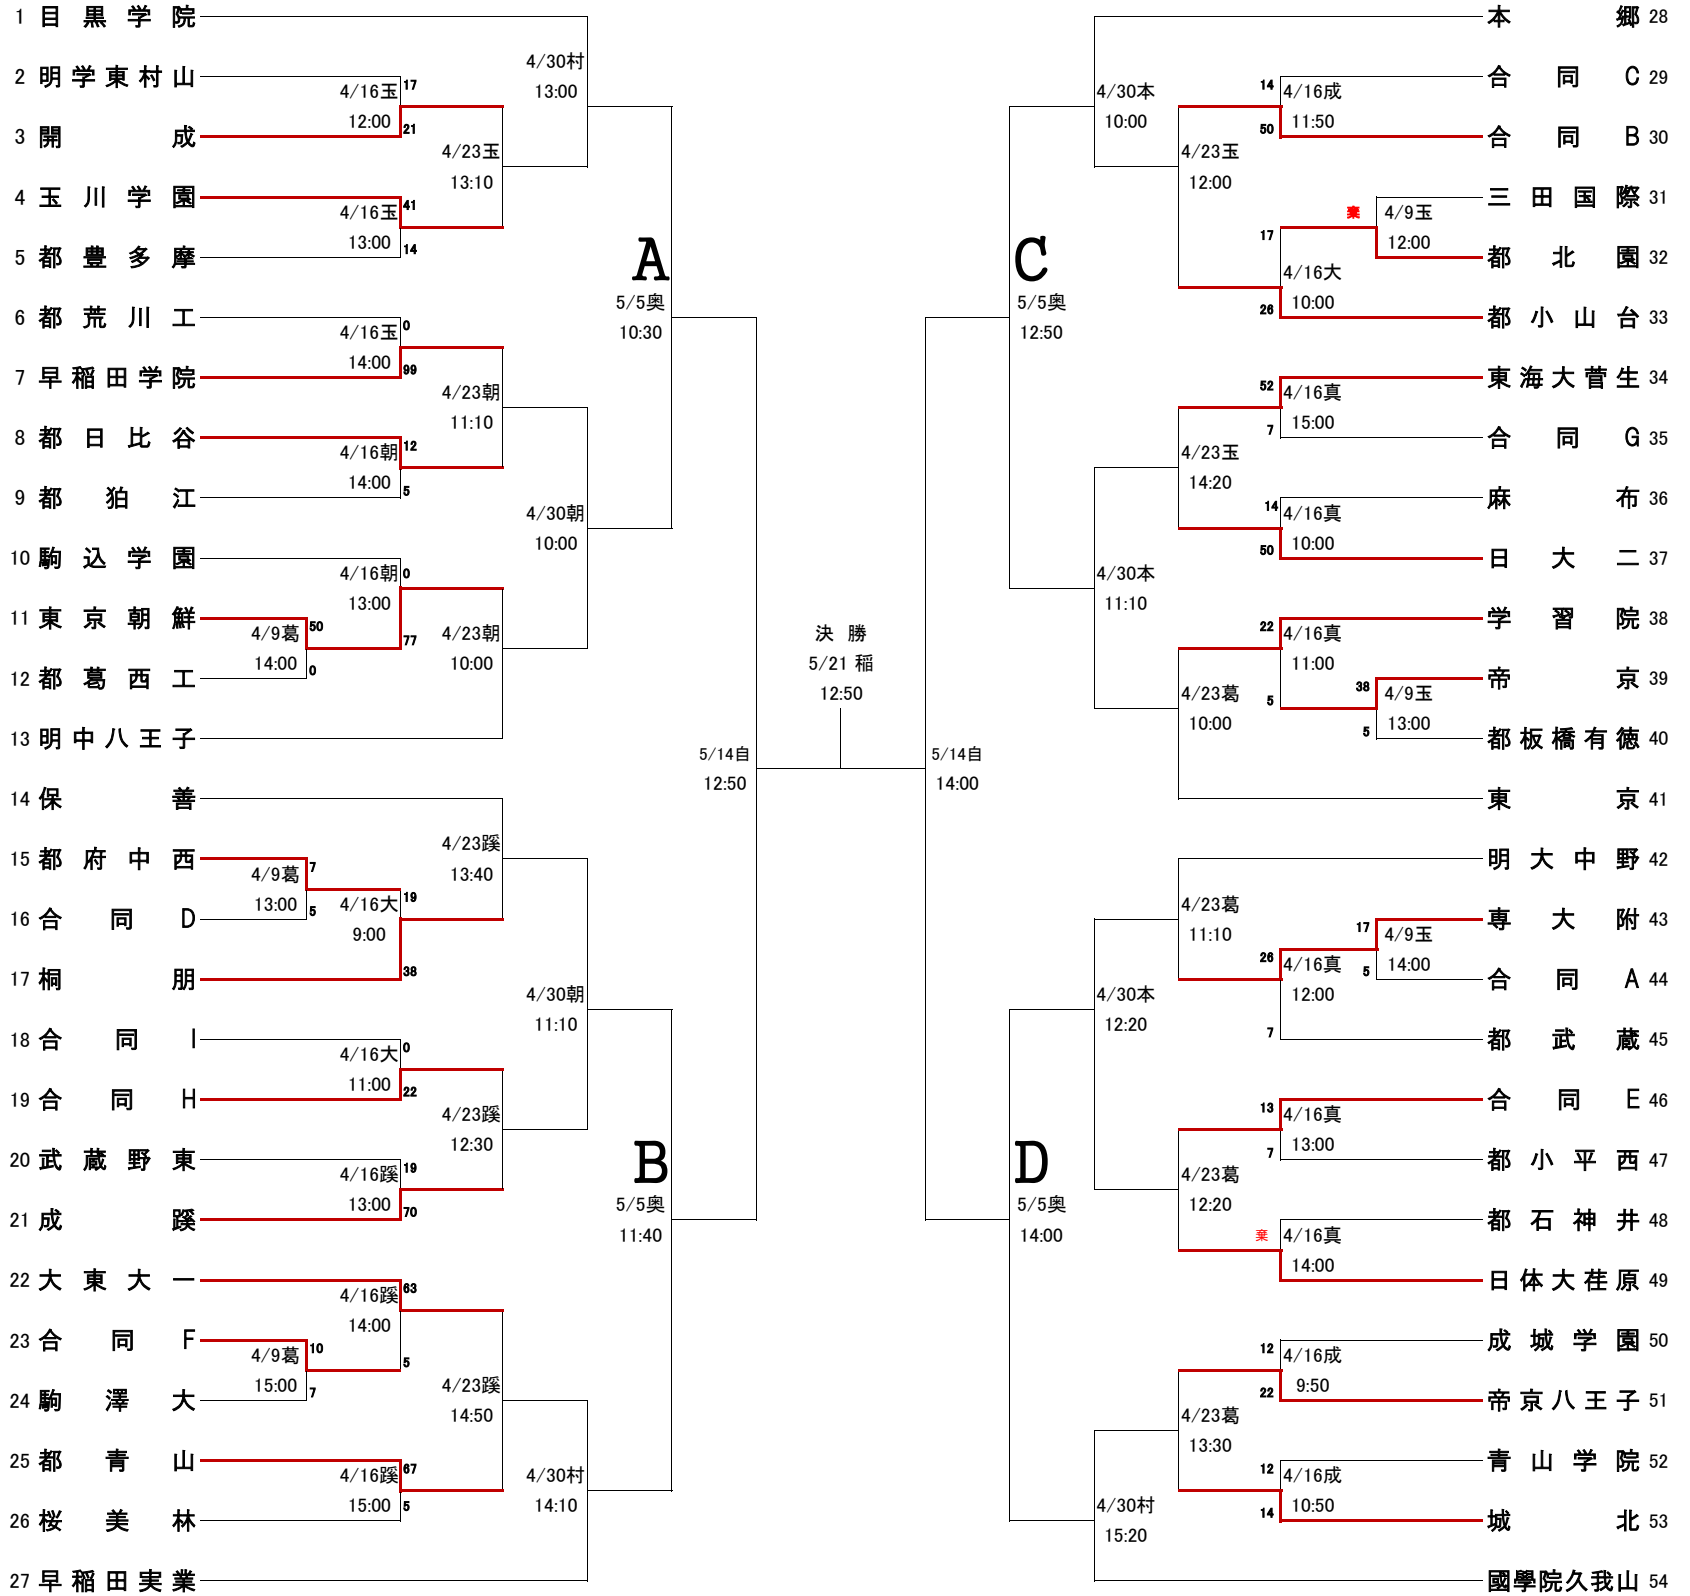 1 目黒学院
2 明学東村山
4/16玉 12:00
17
21
3 開成
4/30村 13:00
4/23玉 13:10
4 玉川学園
4/16玉 13:00
41
14
5 都豊多摩
A
5/5奥 10:30
6 都荒川工
4/16玉 14:00
0
99
7 早稲田学院
4/23朝 11:10
8 都日比谷
4/16朝 14:00
12
5
9 都狛江
4/30朝 10:00
10 駒込学園
4/16朝 13:00
0
77
11 東京朝鮮
4/9葛 14:00
50
0
12 都葛西工
4/23朝 10:00
13 明中八王子
5/14自 12:50
14 保善
4/23蹊 13:40
15 都府中西
4/9葛 13:00
7
5
16 合同D
4/16大 9:00
19
38
17 桐朋
4/30朝 11:10
18 合同I
4/16大 11:00
0
22
19 合同H
4/23蹊 12:30
20 武蔵野東
4/16蹊 13:00
19
70
21 成蹊
B
5/5奥 11:40
22 大東大一
4/16蹊 14:00
63
5
23 合同F
4/9葛 15:00
10
7
24 駒澤大
4/23蹊 14:50
25 都青山
4/16蹊 15:00
67
5
26 桜美林
4/30村 14:10
27 早稲田実業
決勝
5/21 稲
12:50
本郷 28
4/30本 10:00
合同C 29
14
50
4/16成 11:50
合同B 30
4/23玉 12:00
三田国際 31
棄
4/9玉 12:00
都北園 32
17
26
4/16大 10:00
都小山台 33
C
5/5奥 12:50
東海大菅生 34
52
7
4/16真 15:00
合同G 35
4/23玉 14:20
麻布 36
14
50
4/16真 10:00
日大二 37
4/30本 11:10
学習院 38
22
5
4/16真 11:00
帝京 39
38
5
4/9玉 13:00
都板橋有徳 40
4/23葛 10:00
東京 41
5/14自 14:00
明大中野 42
4/23葛 11:10
専大附 43
17
5
4/9玉 14:00
合同A 44
26
7
4/16真 12:00
都武蔵 45
4/30本 12:20
合同E 46
13
7
4/16真 13:00
都小平西 47
4/23葛 12:20
都石神井 48
棄
4/16真 14:00
日体大荏原 49
D
5/5奥 14:00
成城学園 50
12
22
4/16成 9:50
帝京八王子 51
4/23葛 13:30
青山学院 52
12
14
4/16成 10:50
城北 53
4/30村 15:20
國學院久我山 54